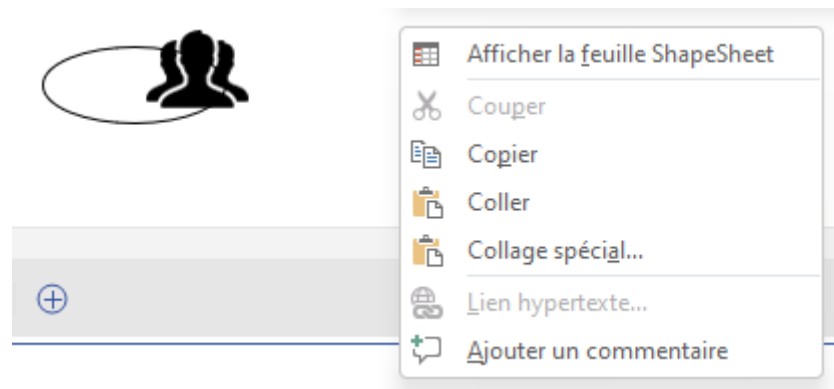 Afficher la feuille ShapeSheet
Couper
Copier
Coller
Collage spécial...
Lien hypertexte...
Ajouter un commentaire